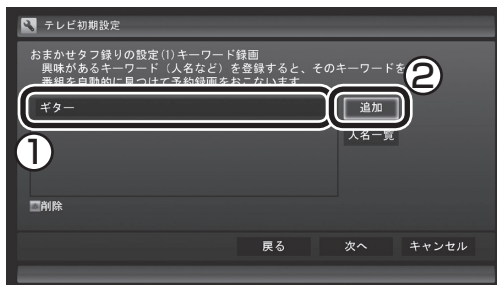 テレビ初期設定
おまかせタフ録りの設定(1)キーワード録画
興味があるキーワード（人名など）を登録すると、そのキーワードを
番組を自動的に見つけて予約録画をおこないます
②
ギター
追加
①
人名一覧
削除
戻る 次へ キャンセル